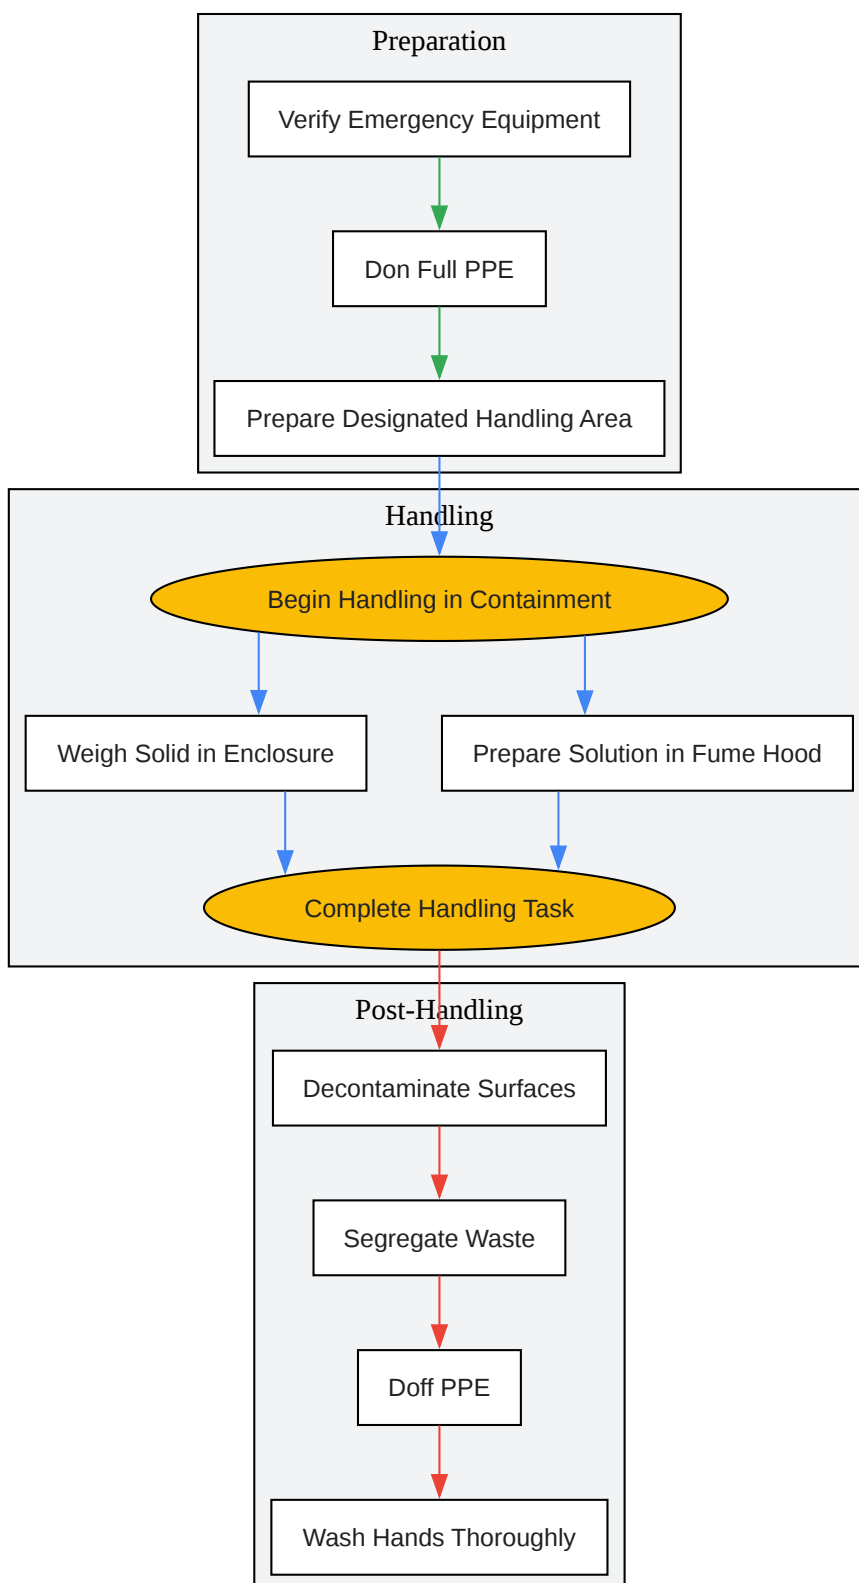 Preparation
Verify Emergency Equipment
Don Full PPE
Prepare Designated Handling Area
Handling
Begin Handling in Containment
Weigh Solid in Enclosure
Prepare Solution in Fume Hood
Complete Handling Task
Post-Handling
Decontaminate Surfaces
Segregate Waste
Doff PPE
Wash Hands Thoroughly